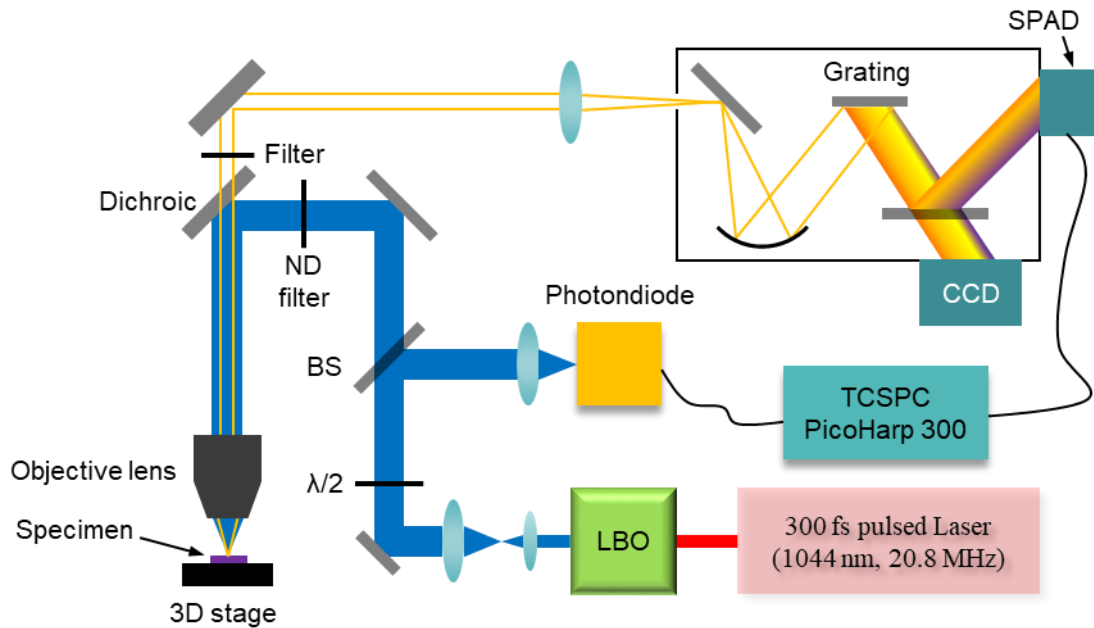 SPAD
Grating
Filter
Dichroic
ND
filter
CCD
Photondiode
BS
TCSPC
PicoHarp 300
Objective lens
λ/2
Specimen
LBO
300 fs pulsed Laser
(1044 nm, 20.8 MHz)
3D stage